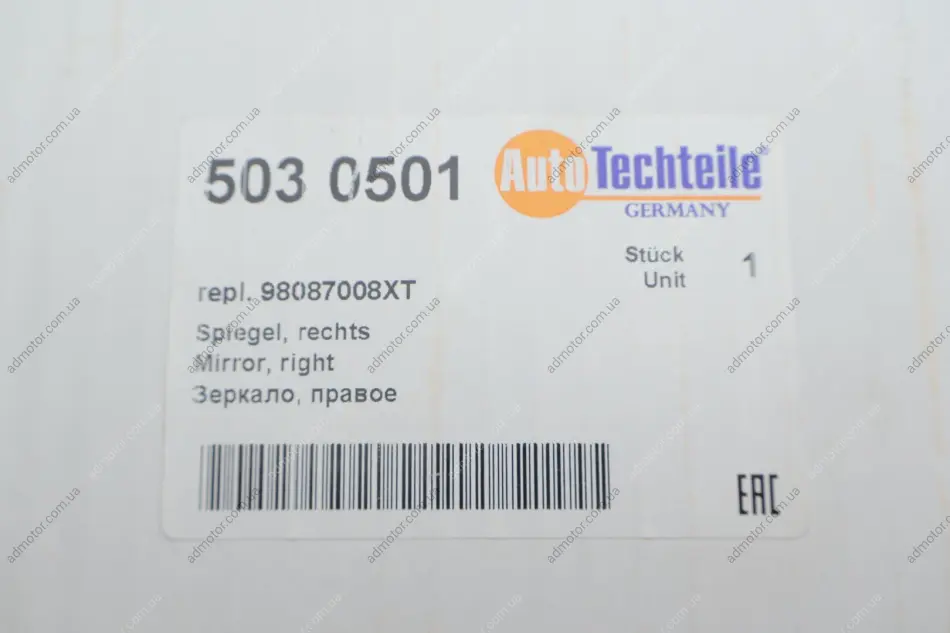 503 0501
AutoTechteile
GERMANY
Stück 1
Unit
repl. 98087008XT
Spiegel, rechts
Mirror, right
Зеркало, правое
EAC
admotor.com.ua